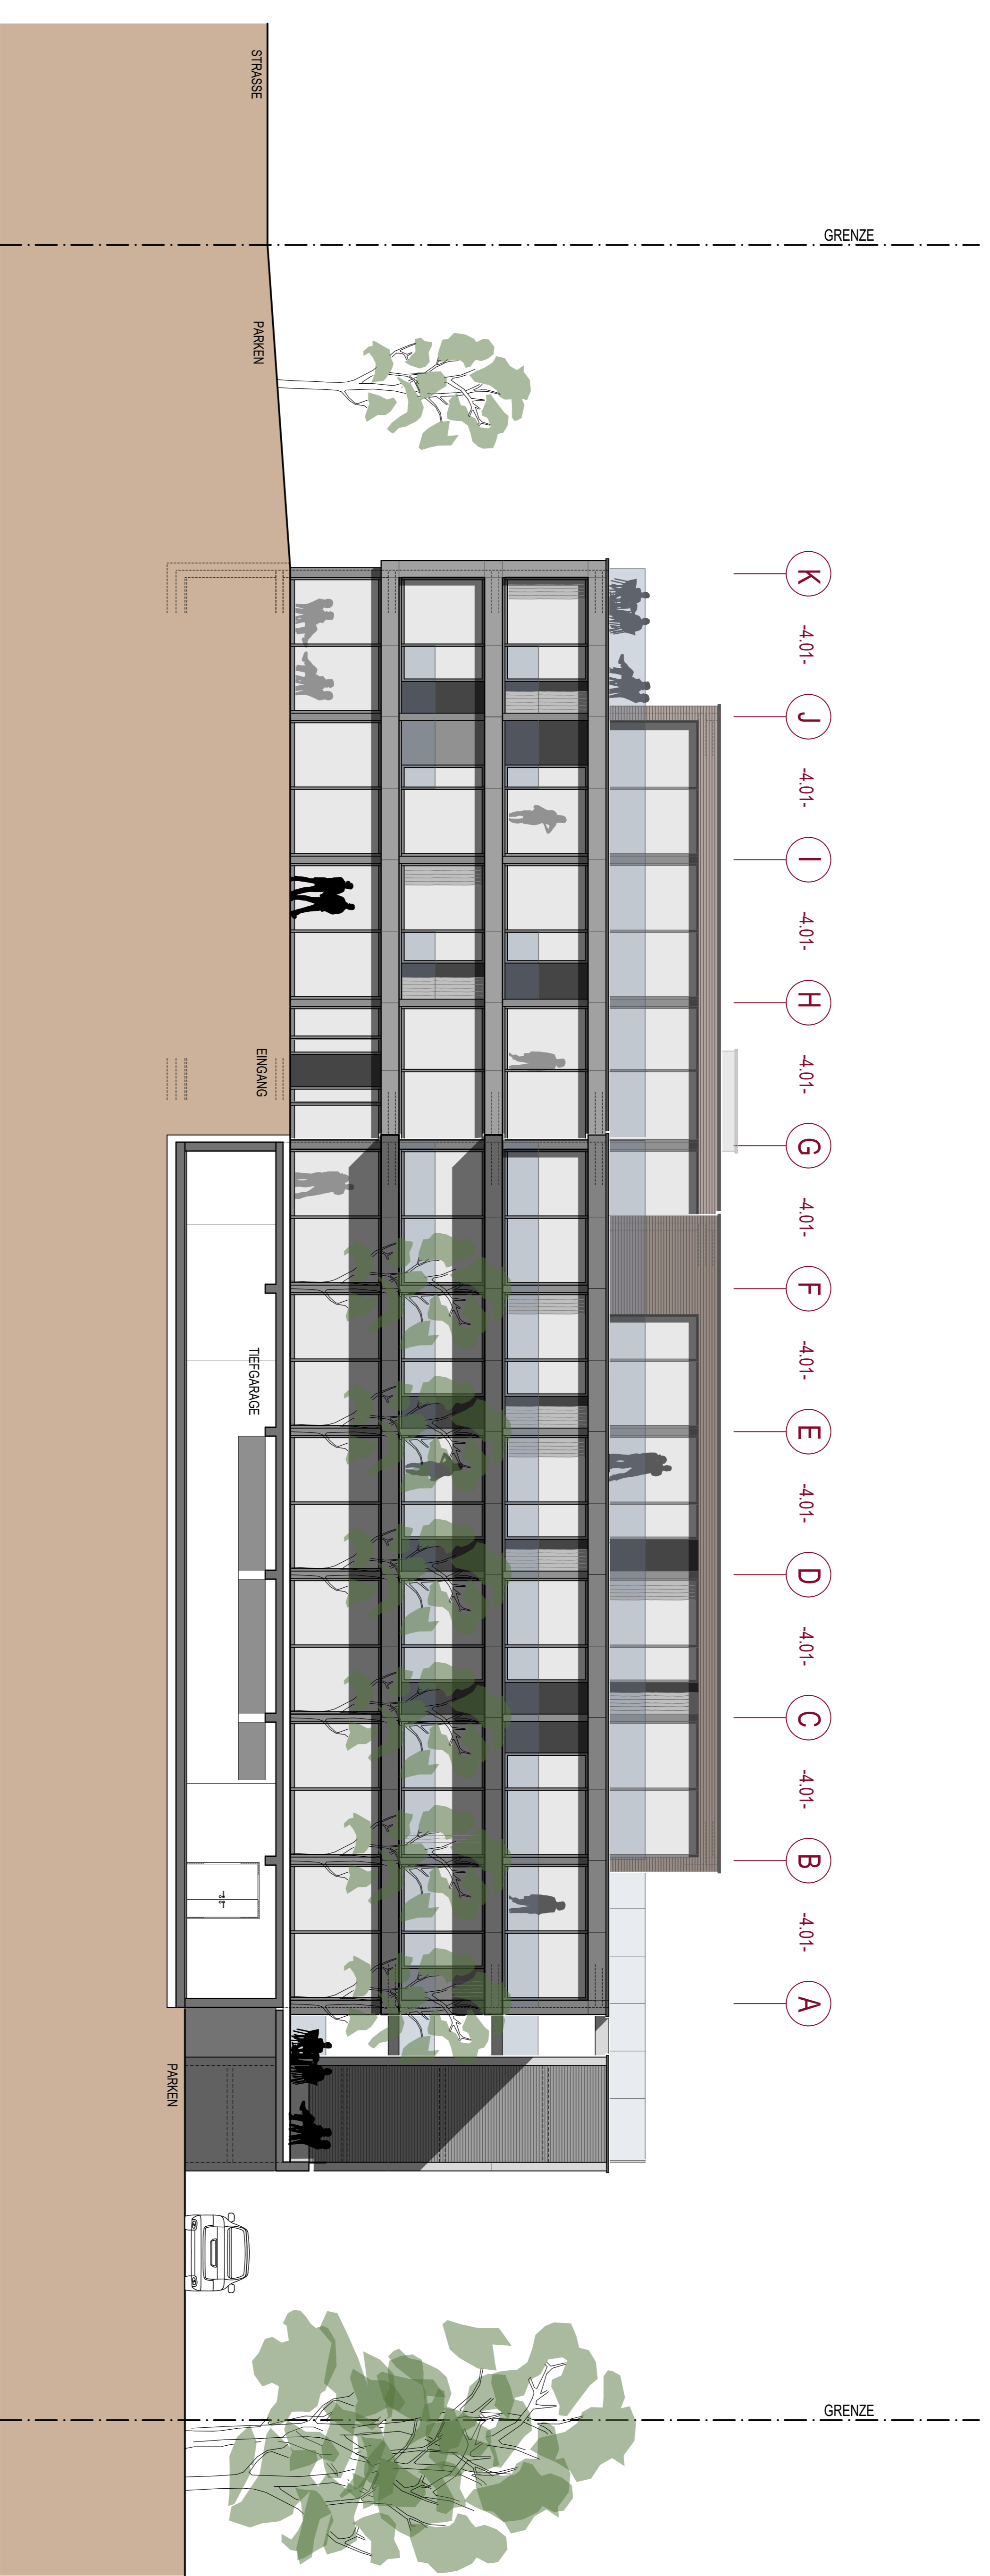 GRENZE
GRENZE
K
-4.01-
J
-4.01-
I
-4.01-
H
-4.01-
G
-4.01-
F
-4.01-
E
-4.01-
D
-4.01-
C
-4.01-
B
-4.01-
A
STRASSE
PARKEN
EINGANG
TIEFGARAGE
PARKEN